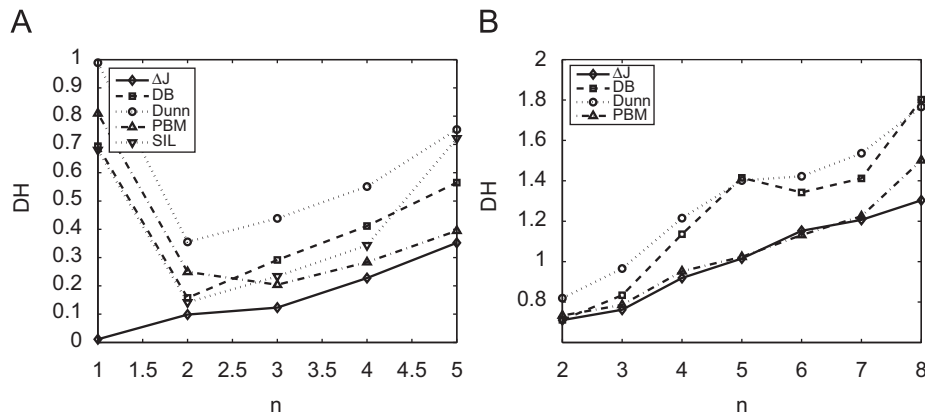 A
DH
1
0.9
0.8
0.7
0.6
0.5
0.4
0.3
0.2
0.1
0
ΔJ
DB
Dunn
PBM
SIL
1 1.5 2 2.5 3 3.5 4 4.5 5
n
B
DH
2
1.8
1.6
1.4
1.2
1
0.8
ΔJ
DB
Dunn
PBM
2 3 4 5 6 7 8
n